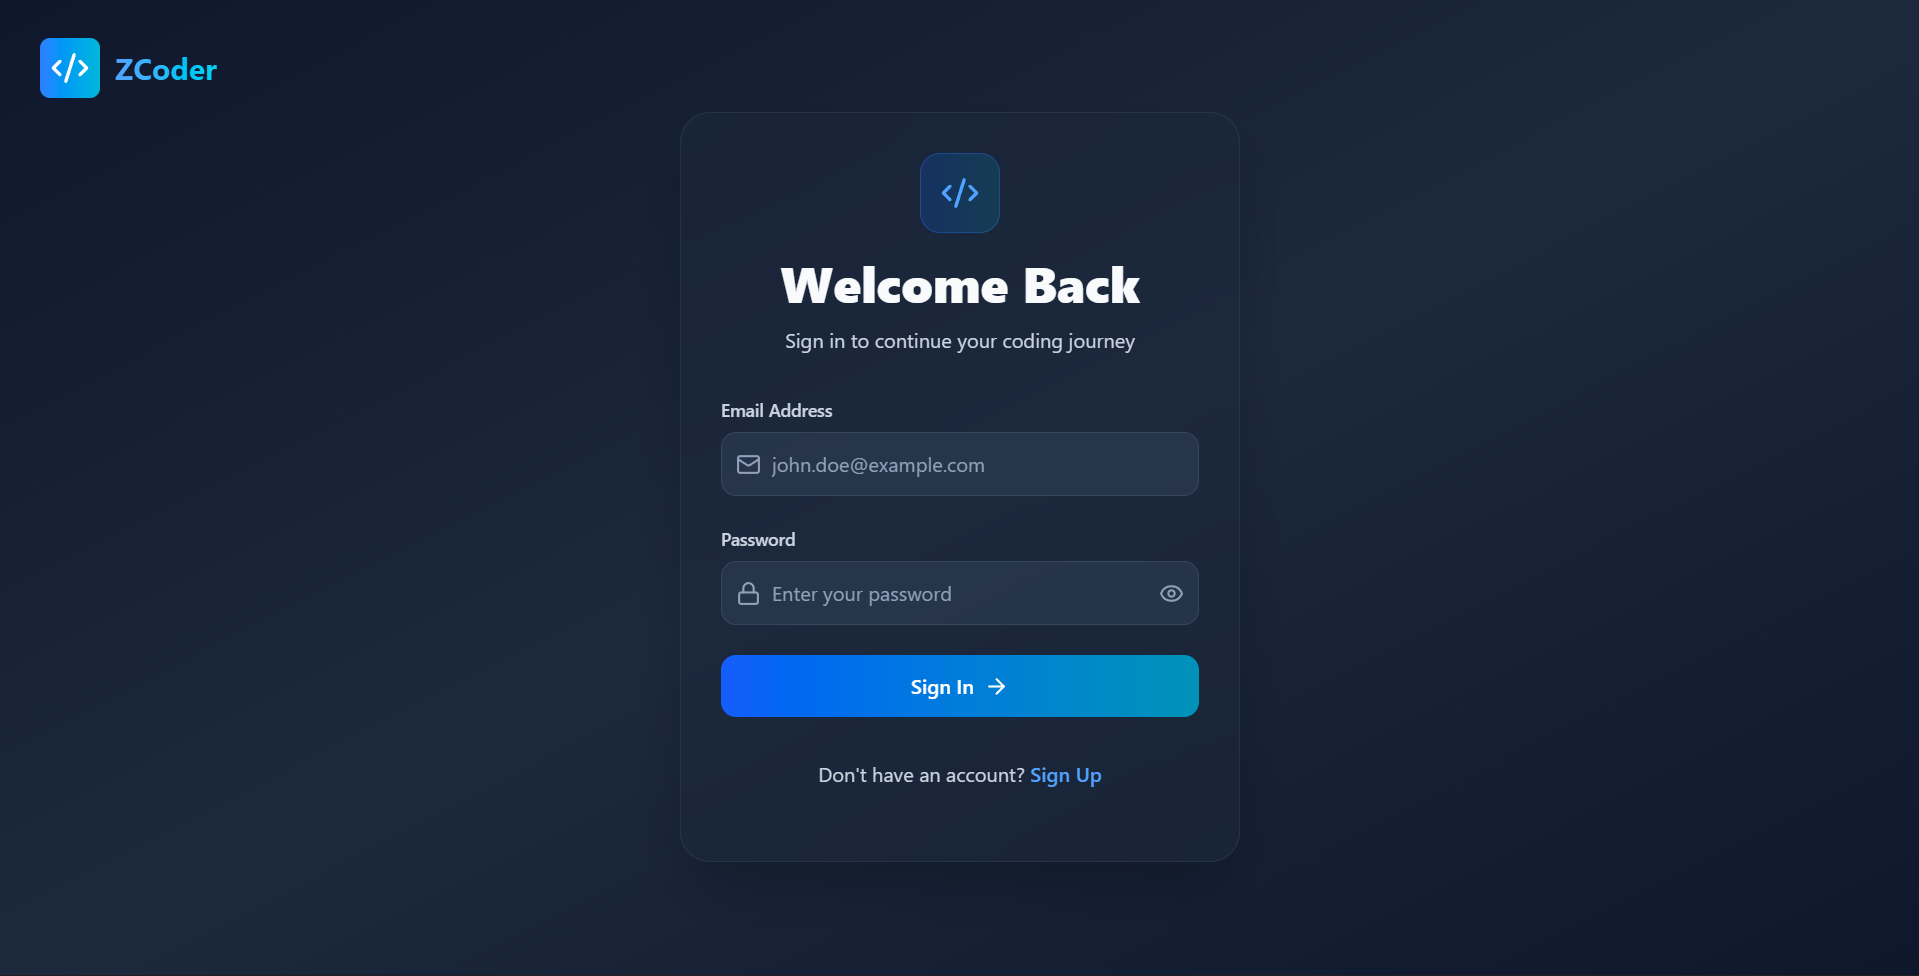 ZCoder
Welcome Back
Sign in to continue your coding journey
Email Address
john.doe@example.com
Password
Enter your password
Sign In
Don't have an account? Sign Up